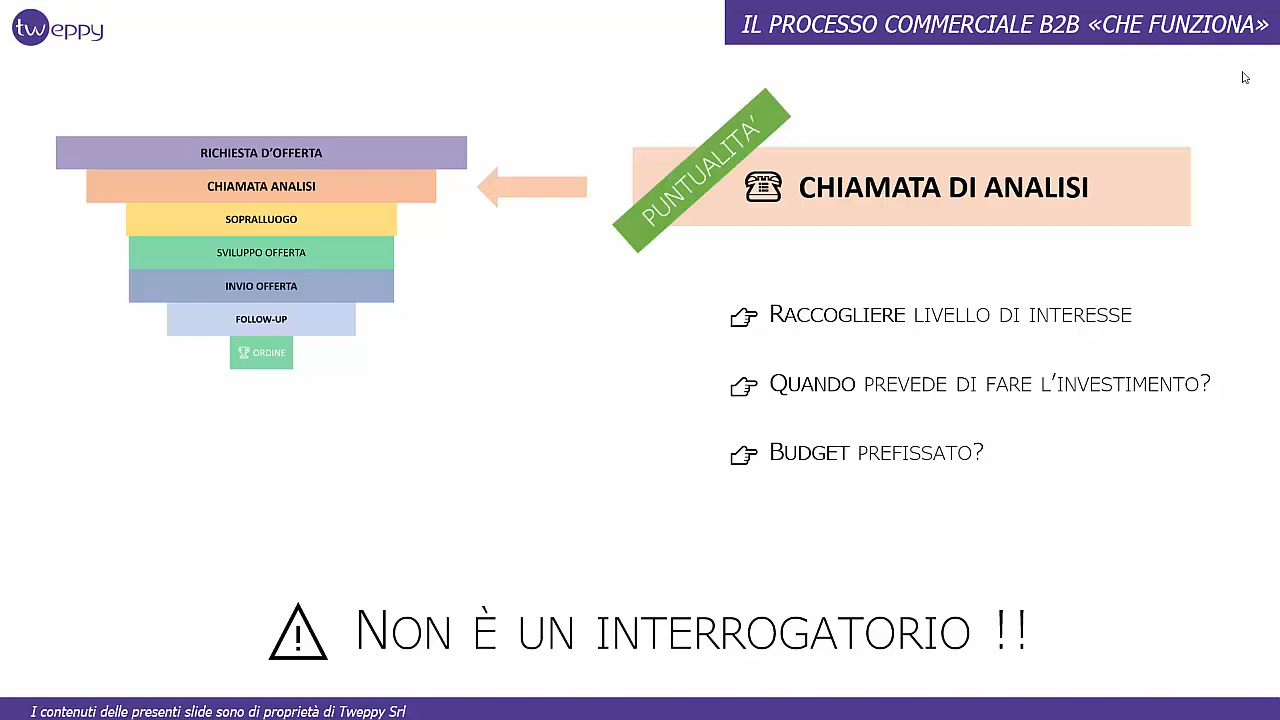 tweppy
IL PROCESSO COMMERCIALE B2B «CHE FUNZIONA»
RICHIESTA D'OFFERTA
CHIAMATA ANALISI
SOPRALLUOGO
SVILUPPO OFFERTA
INVIO OFFERTA
FOLLOW-UP
ORDINE
PUNTUALITA'
CHIAMATA DI ANALISI
RACCOGLIERE LIVELLO DI INTERESSE
QUANDO PREVEDE DI FARE L'INVESTIMENTO?
BUDGET PREFISSATO?
NON È UN INTERROGATORIO !!
I contenuti delle presenti slide sono di proprietà di Tweppy Srl